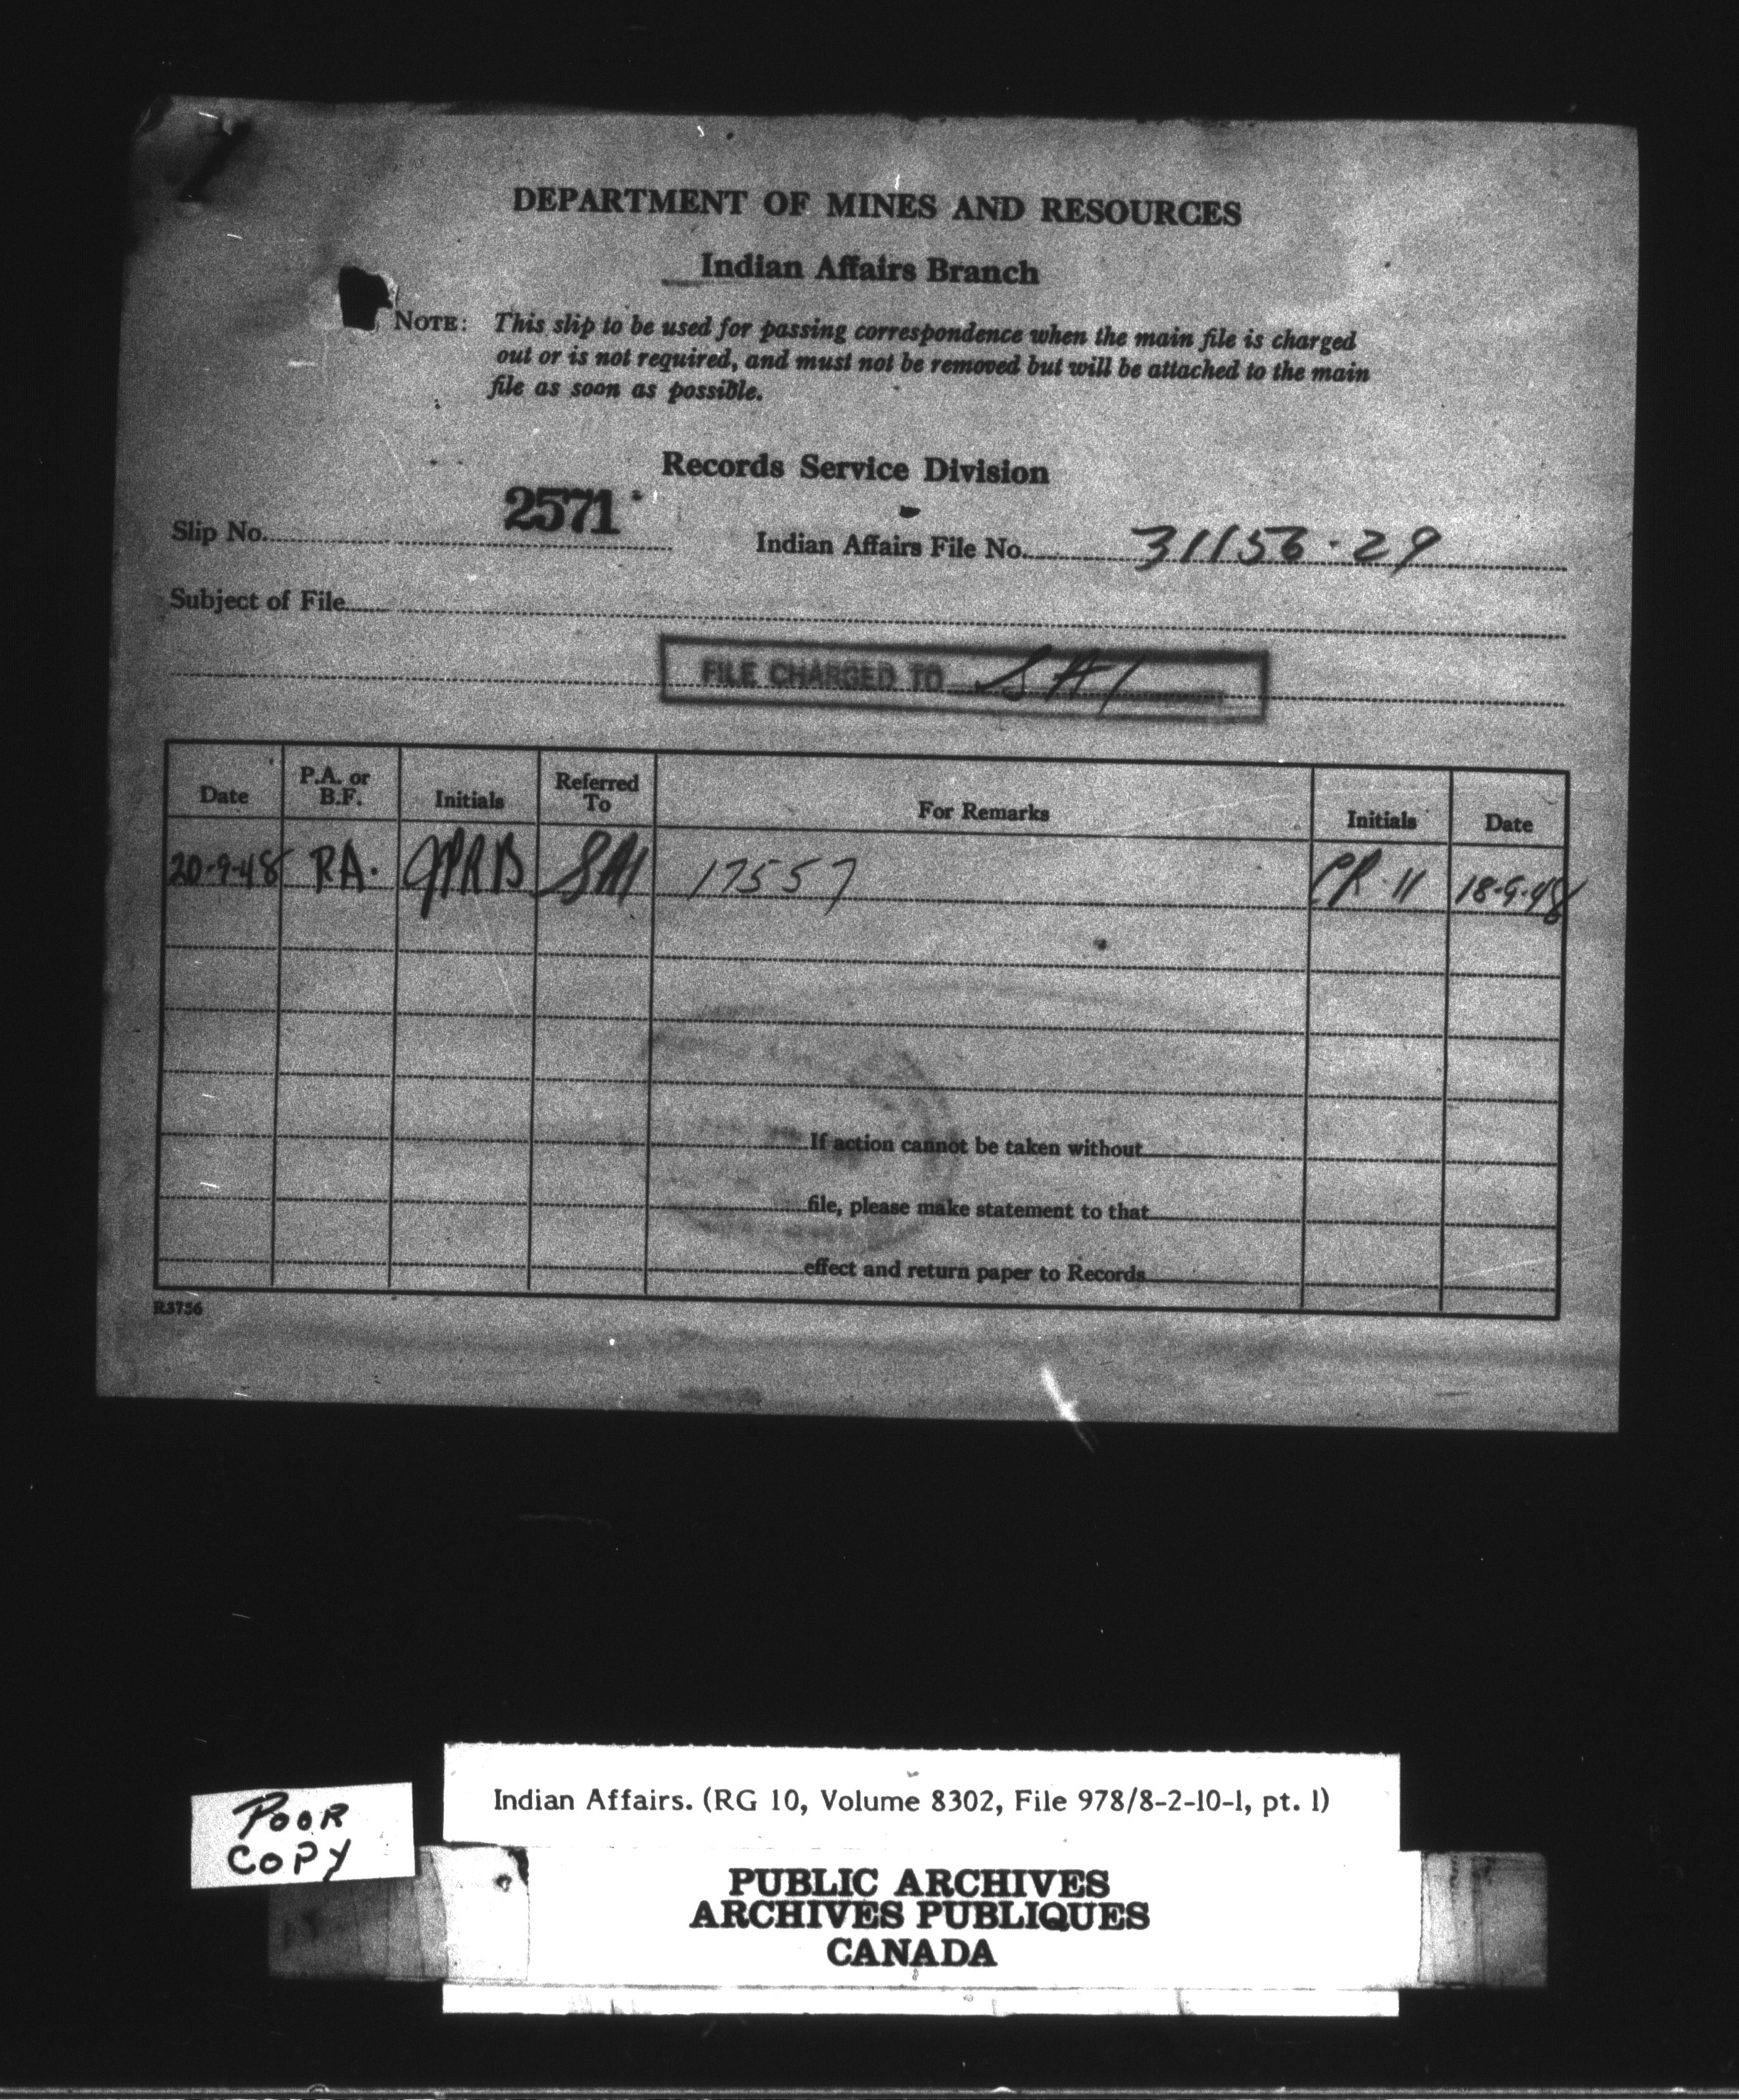 DEPARTMENT OF MINES AND RESOURCES
Indian Affairs Branch
NOTE: This slip to be used for passing correspondence when the main file is charged
out or is not required, and must not be removed but will be attached to the main
file as soon as possible.
Records Service Division
Slip No. 2571 Indian Affairs File No. 31153-29
Subject of File
FILE CHARGED TO SA1
Date P.A. or B.F. Initials Referred To For Remarks Initials Date
20-9-48 P.A. SA1 17557 CR.11 18-9-48
If action cannot be taken without
file, please make statement to that
effect and return paper to Records
R3756
POOR
COPY
Indian Affairs. (RG 10, Volume 8302, File 978/8-2-10-1, pt. 1)
PUBLIC ARCHIVES
ARCHIVES PUBLIQUES
CANADA